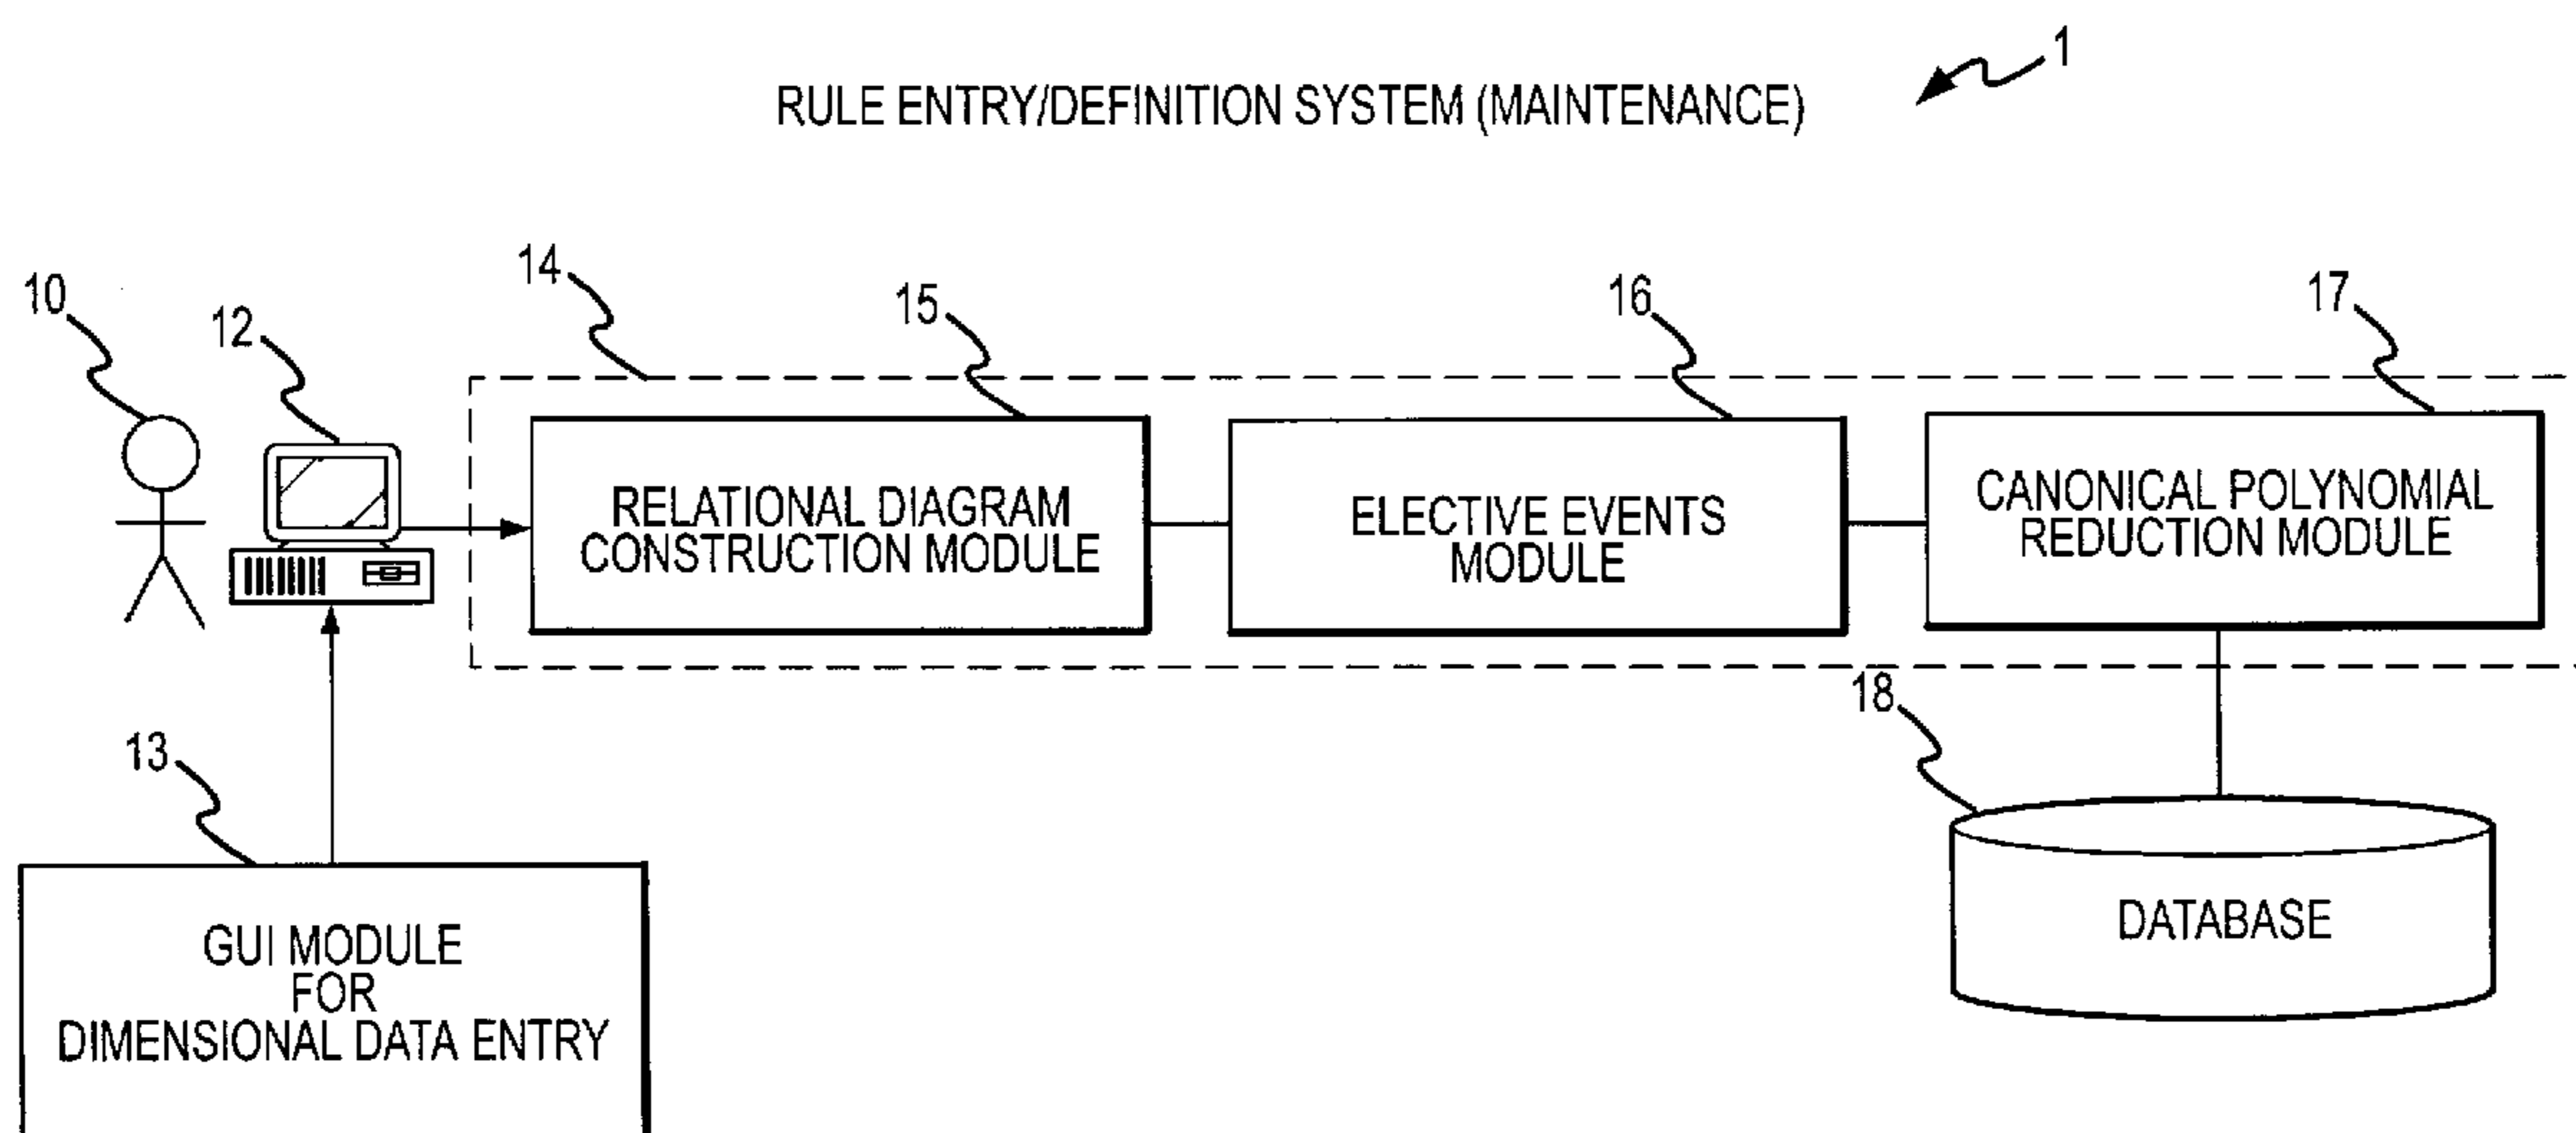 1
RULE ENTRY/DEFINITION SYSTEM (MAINTENANCE)
10
12
14
15
16
17
RELATIONAL DIAGRAM
CONSTRUCTION MODULE
ELECTIVE EVENTS
MODULE
CANONICAL POLYNOMIAL
REDUCTION MODULE
13
18
GUI MODULE
FOR
DIMENSIONAL DATA ENTRY
DATABASE